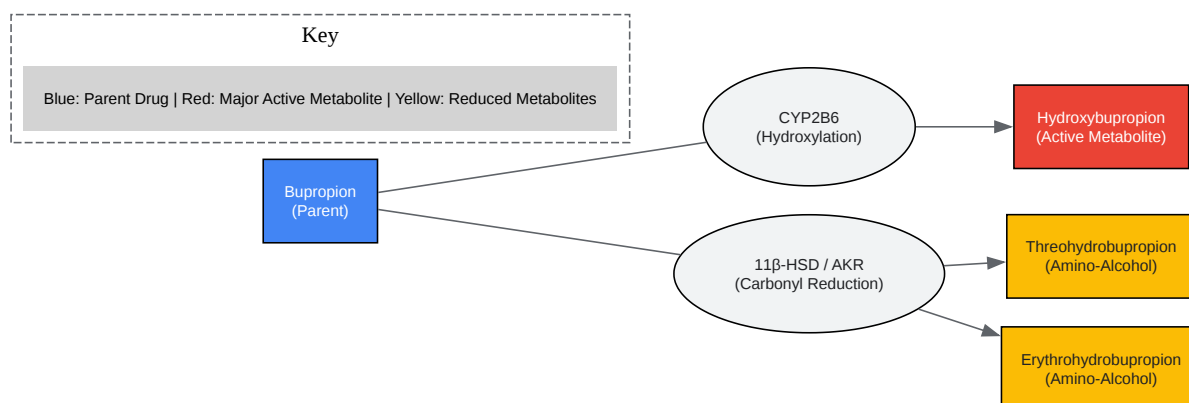 Key
Blue: Parent Drug | Red: Major Active Metabolite | Yellow: Reduced Metabolites
CYP2B6
(Hydroxylation)
Hydroxybupropion
(Active Metabolite)
Bupropion
(Parent)
11β-HSD / AKR
(Carbonyl Reduction)
Threohydrobupropion
(Amino-Alcohol)
Erythrohydrobupropion
(Amino-Alcohol)